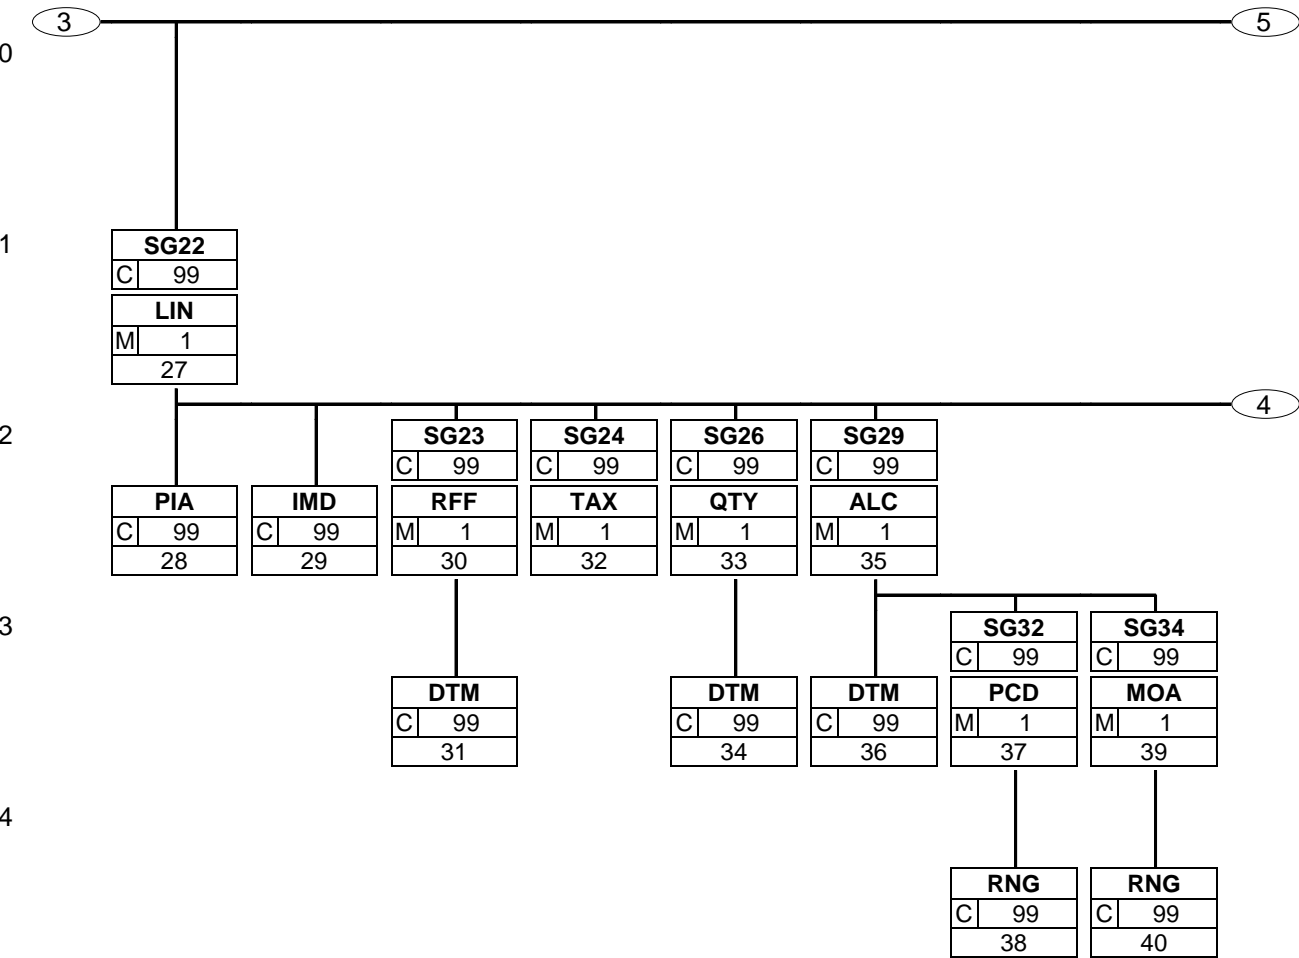 3 5
0
1
SG22
C 99
LIN
M 1
27
4
2
SG23 SG24 SG26 SG29
C 99 C 99 C 99 C 99
PIA IMD RFF TAX QTY ALC
C 99 C 99 M 1 M 1 M 1 M 1
28 29 30 32 33 35
3
SG32 SG34
C 99 C 99
DTM DTM DTM PCD MOA
C 99 C 99 C 99 M 1 M 1
31 34 36 37 39
4
RNG RNG
C 99 C 99
38 40